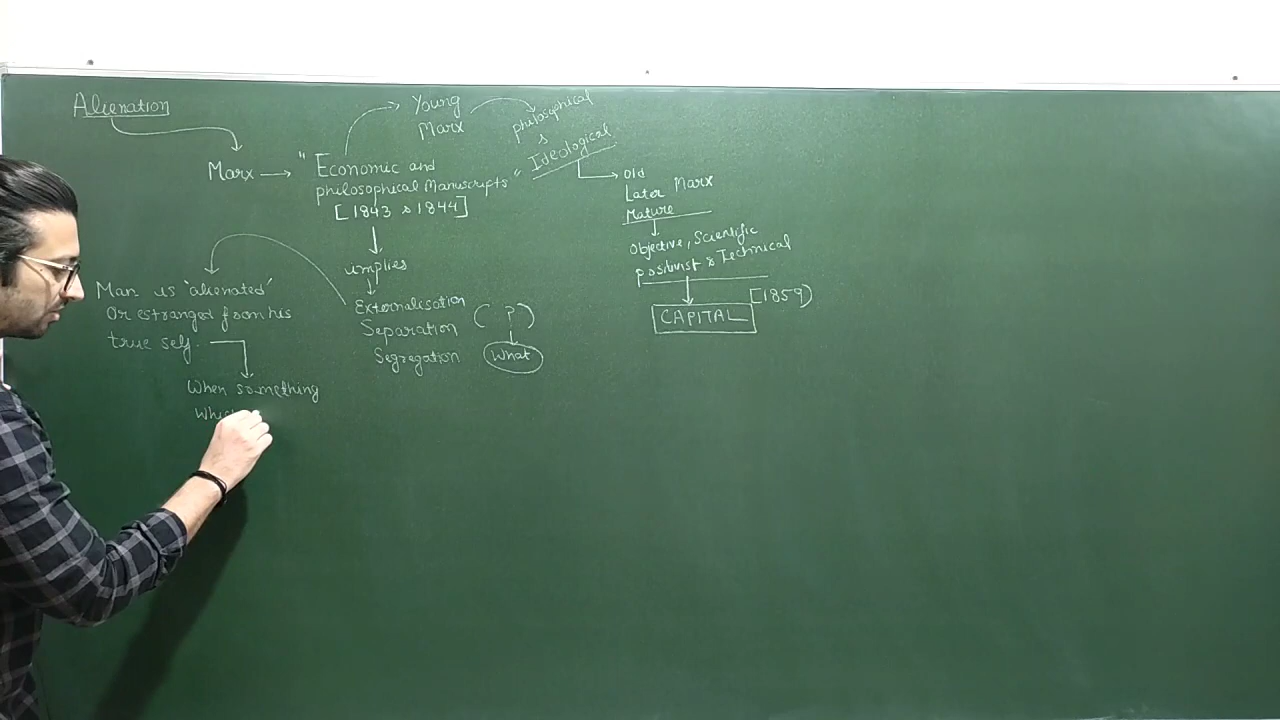 Alienation
Marx → "Economic and
philosophical Manuscripts"
[1843 & 1844]
Young
Marx
philosophical
&
Ideological
Old
Later Marx
Mature
Objective, Scientific
positivist & Technical
CAPITAL [1859)
implies
Externalisation
Separation ( ? )
Segregation
What
Man is 'alienated'
Or estranged from his
true self.
When something